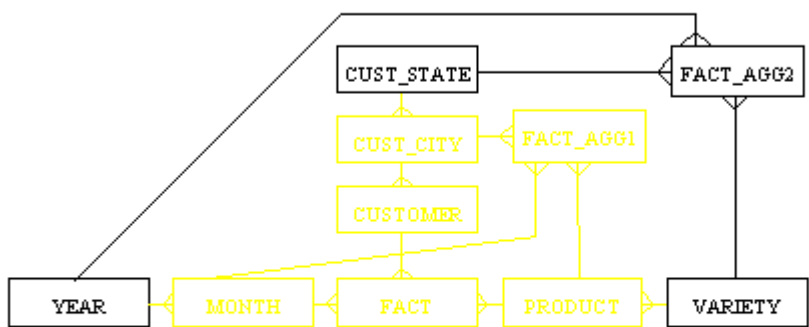 CUST_STATE
FACT_AGG2
CUST_CITY
FACT_AGG1
CUSTOMER
YEAR
MONTH
FACT
PRODUCT
VARIETY